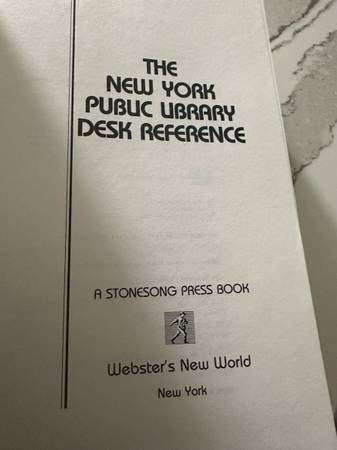 THE
NEW YORK
PUBLIC LIBRARY
DESK REFERENCE
A STONESONG PRESS BOOK
Webster's New World
New York